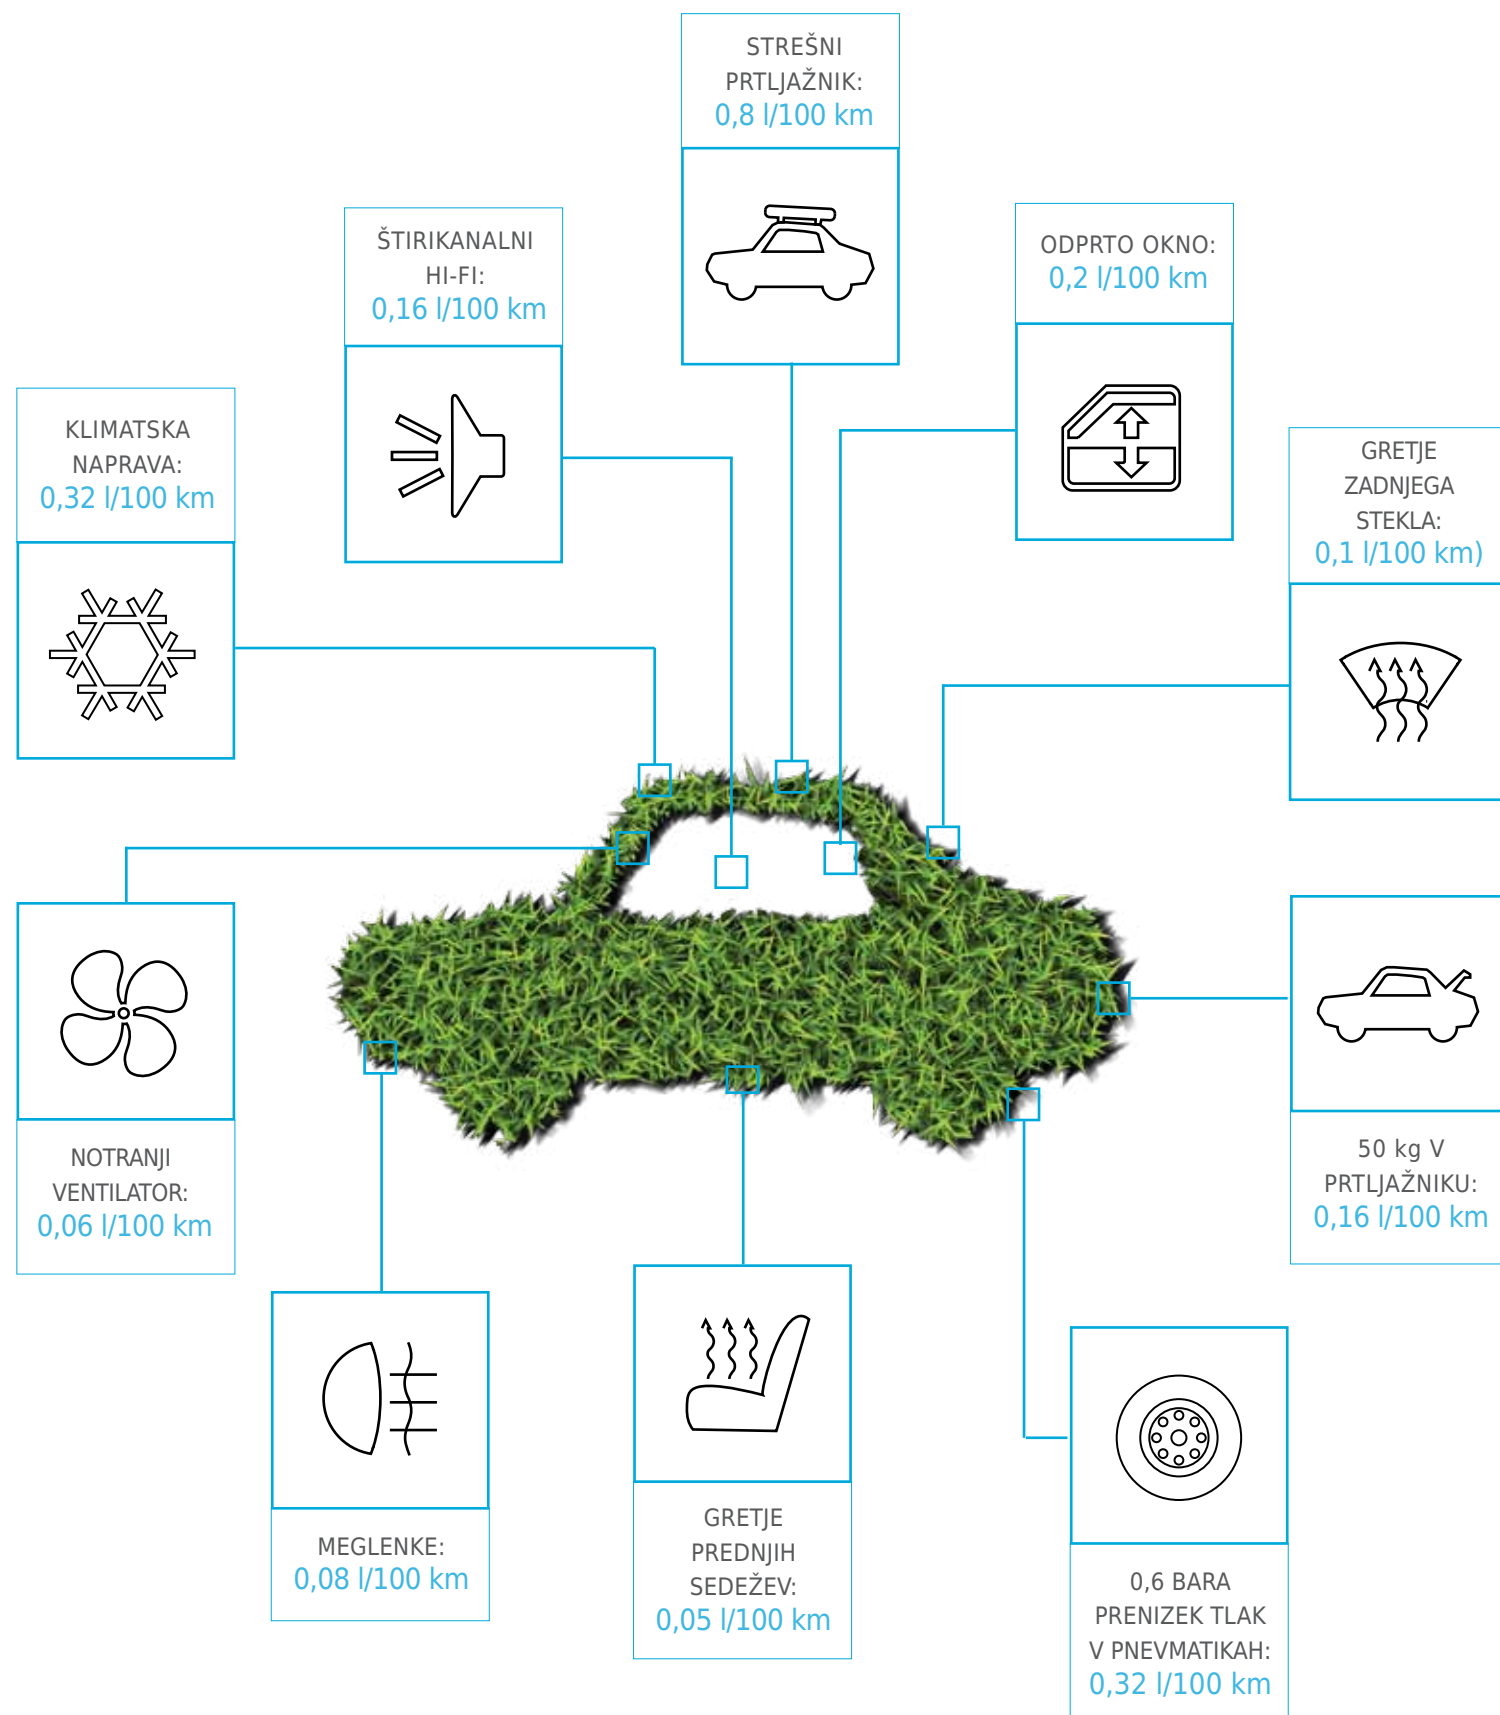 STREŠNI
PRTLJAŽNIK:
0,8 l/100 km
ŠTIRIKANALNI
HI-FI:
0,16 l/100 km
ODPRTO OKNO:
0,2 l/100 km
KLIMATSKA
NAPRAVA:
0,32 l/100 km
GRETJE
ZADNJEGA
STEKLA:
0,1 l/100 km)
NOTRANJI
VENTILATOR:
0,06 l/100 km
50 kg V
PRTLJAŽNIKU:
0,16 l/100 km
MEGLENKE:
0,08 l/100 km
GRETJE
PREDNJIH
SEDEŽEV:
0,05 l/100 km
0,6 BARA
PRENIZEK TLAK
V PNEVMATIKAH:
0,32 l/100 km